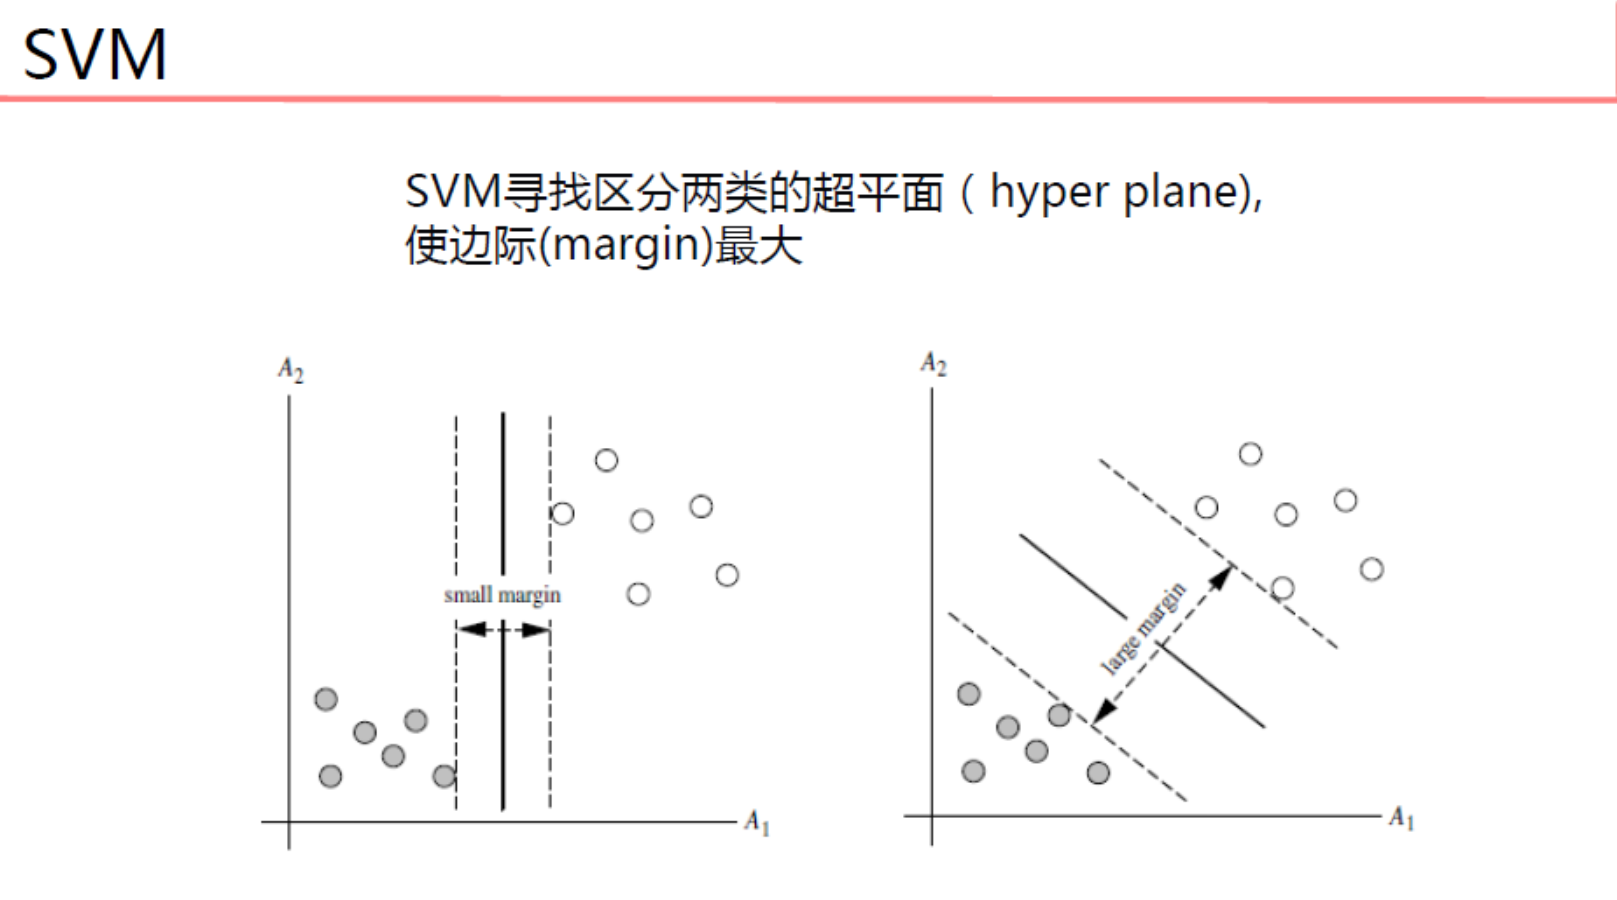 SVM
SVM寻找区分两类的超平面（hyper plane),
使边际(margin)最大
A₂
small margin
A₁
A₂
large margin
A₁